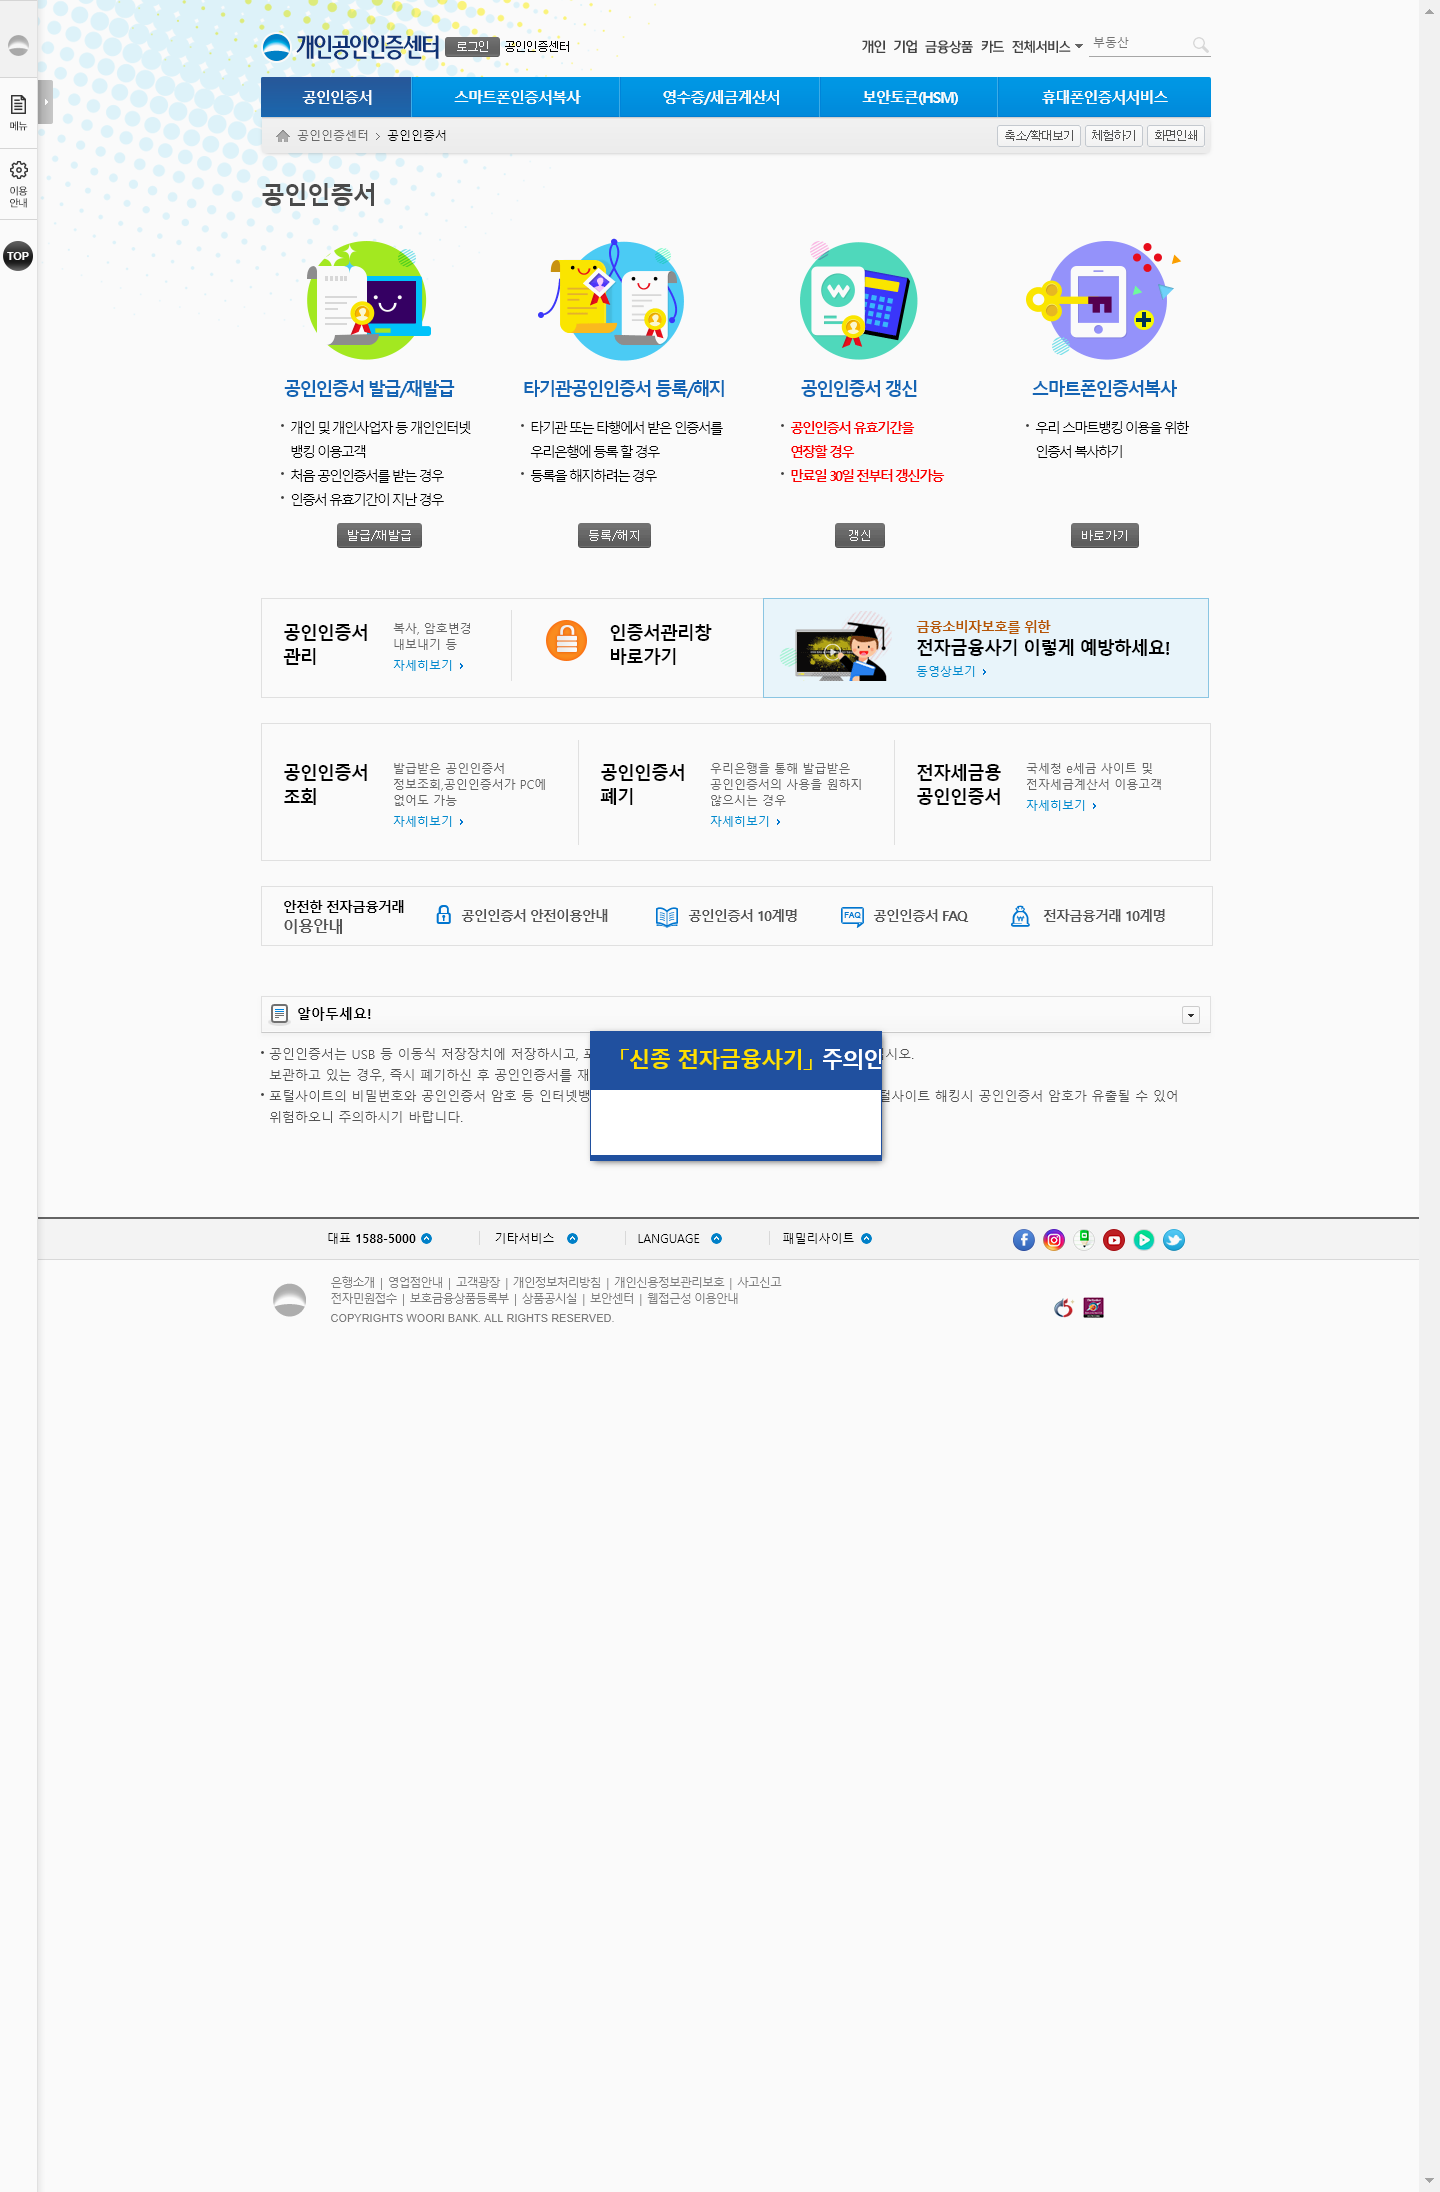 개인공인인증센터
로그인
공인인증센터
개인 기업 금융상품 카드 전체서비스
부동산
메뉴
이용
안내
TOP
공인인증서
스마트폰인증서복사
영수증/세금계산서
보안토큰(HSM)
휴대폰인증서서비스
공인인증센터 > 공인인증서
축소/확대보기
체험하기
화면인쇄
공인인증서
공인인증서 발급/재발급
개인 및 개인사업자 등 개인인터넷
뱅킹 이용고객
처음 공인인증서를 받는 경우
인증서 유효기간이 지난 경우
발급/재발급
타기관공인인증서 등록/해지
타기관 또는 타행에서 받은 인증서를
우리은행에 등록 할 경우
등록을 해지하려는 경우
등록/해지
공인인증서 갱신
공인인증서 유효기간을
연장할 경우
만료일 30일 전부터 갱신가능
갱신
스마트폰인증서복사
우리 스마트뱅킹 이용을 위한
인증서 복사하기
바로가기
공인인증서
관리
복사, 암호변경
내보내기 등
자세히보기
인증서관리창
바로가기
금융소비자보호를 위한
전자금융사기 이렇게 예방하세요!
동영상보기
공인인증서
조회
발급받은 공인인증서
정보조회,공인인증서가 PC에
없어도 가능
자세히보기
공인인증서
폐기
우리은행을 통해 발급받은
공인인증서의 사용을 원하지
않으시는 경우
자세히보기
전자세금용
공인인증서
국세청 e세금 사이트 및
전자세금계산서 이용고객
자세히보기
안전한 전자금융거래
이용안내
공인인증서 안전이용안내
공인인증서 10계명
FAQ
공인인증서 FAQ
전자금융거래 10계명
알아두세요!
「신종 전자금융사기」 주의안
공인인증서는 USB 등 이동식 저장장치에 저장하시고,
시오.
보관하고 있는 경우, 즉시 폐기하신 후 공인인증서를 재
포털사이트의 비밀번호와 공인인증서 암호 등 인터넷뱅
털사이트 해킹시 공인인증서 암호가 유출될 수 있어
위험하오니 주의하시기 바랍니다.
대표 1588-5000
기타서비스
LANGUAGE
패밀리사이트
은행소개 | 영업점안내 | 고객광장 | 개인정보처리방침 | 개인신용정보관리보호 | 사고신고
전자민원접수 | 보호금융상품등록부 | 상품공시실 | 보안센터 | 웹접근성 이용안내
COPYRIGHTS WOORI BANK. ALL RIGHTS RESERVED.